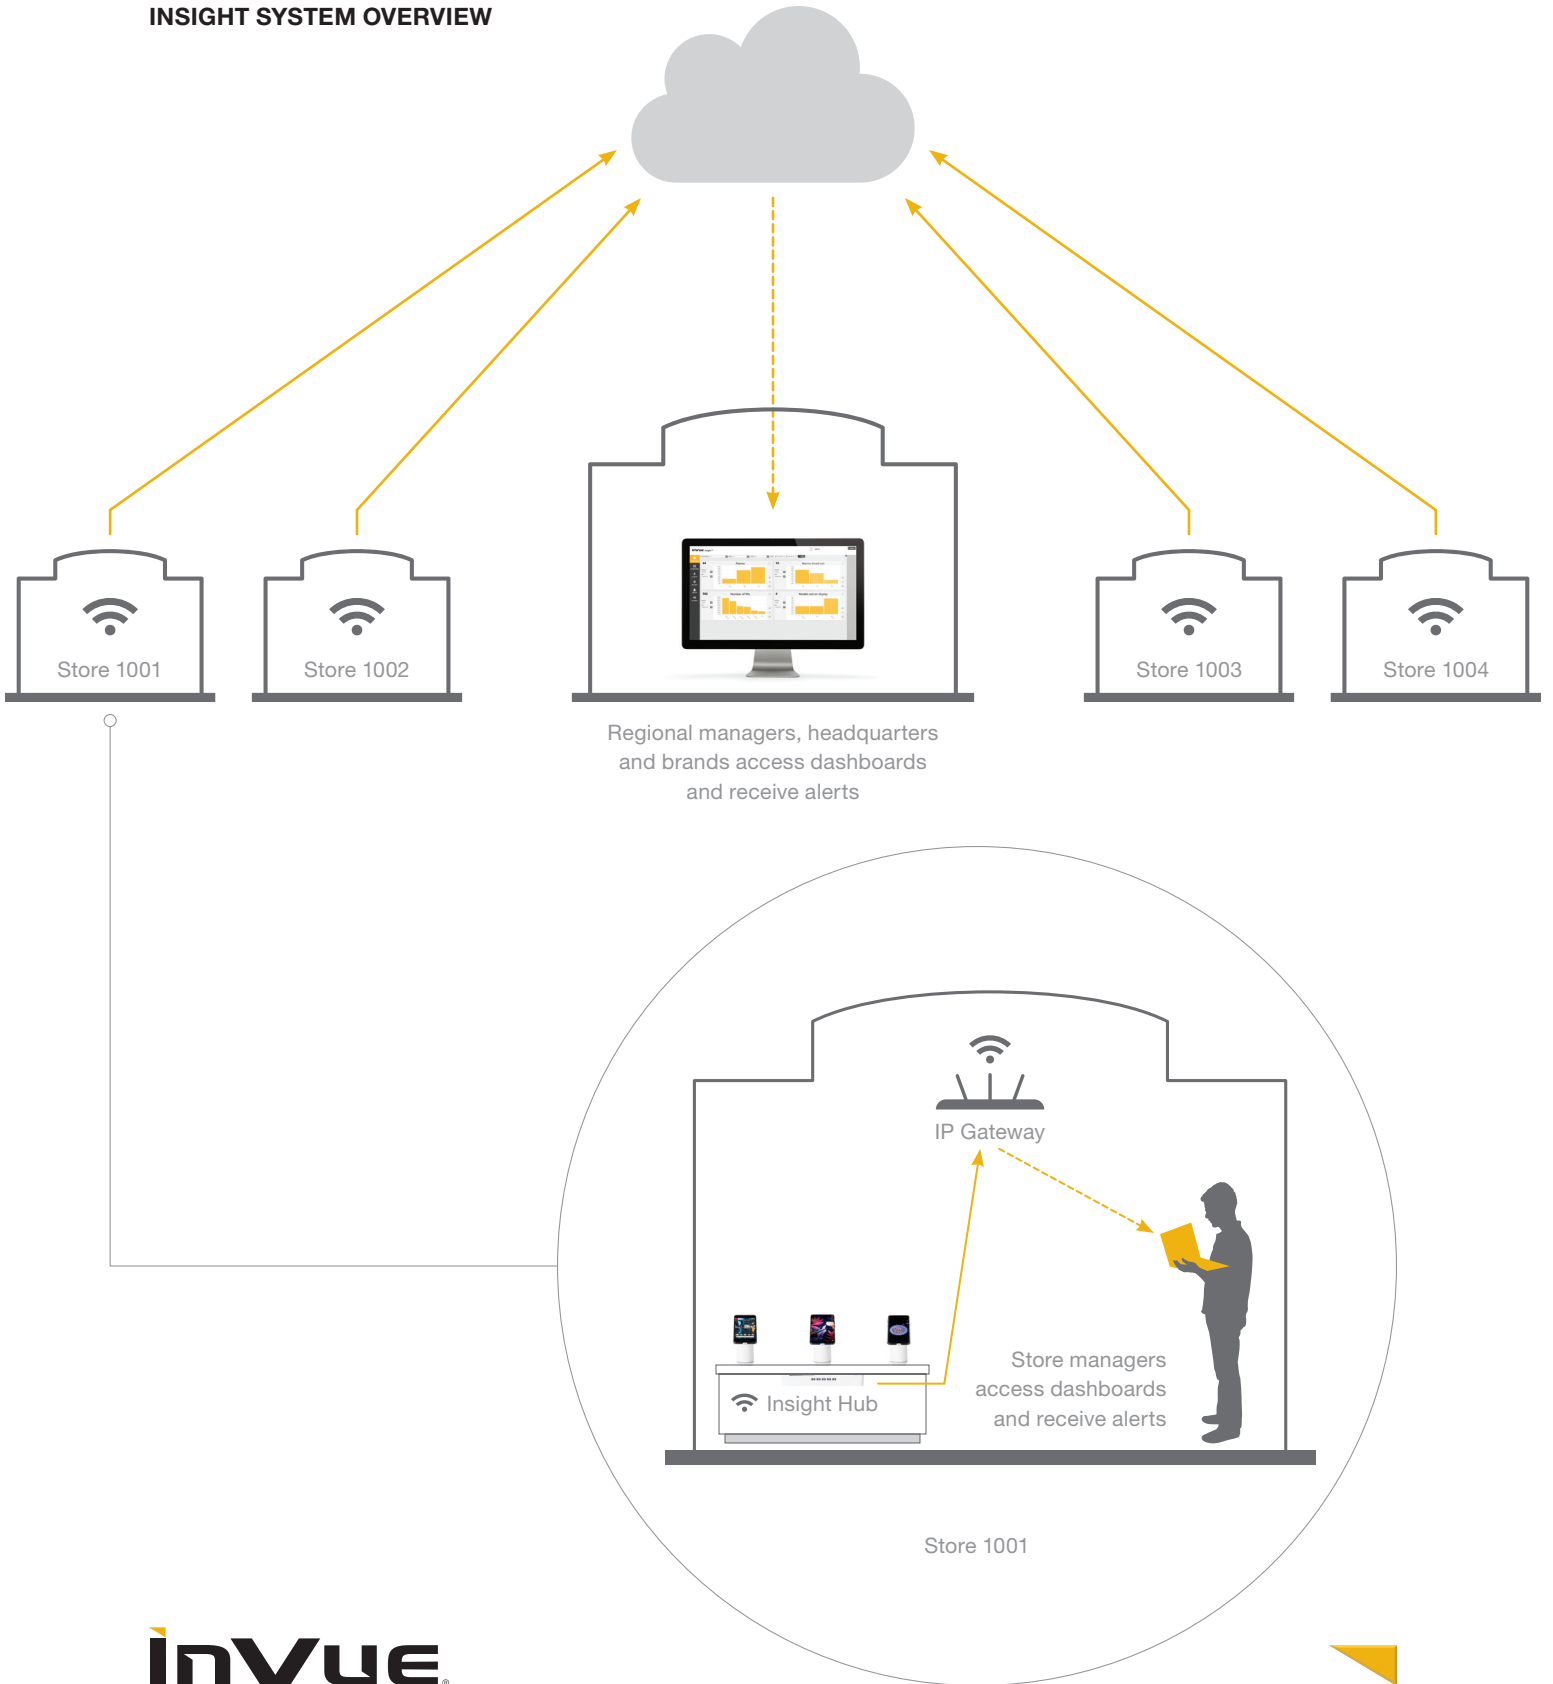 INSIGHT SYSTEM OVERVIEW
Store 1001
Store 1002
Store 1003
Store 1004
Regional managers, headquarters
and brands access dashboards
and receive alerts
IP Gateway
Store managers
access dashboards
and receive alerts
Insight Hub
Store 1001
InVue®